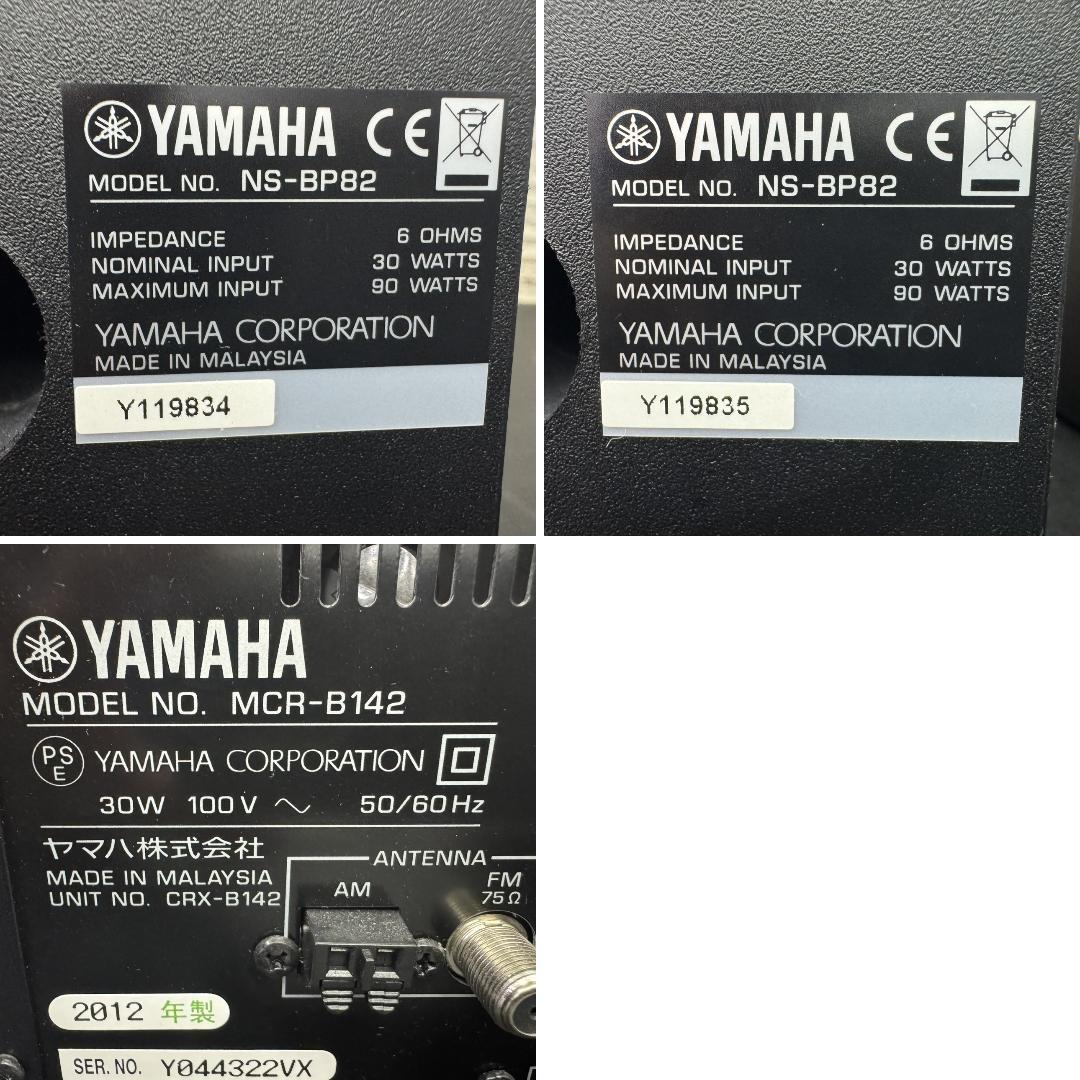 YAMAHA CE
MODEL NO. NS-BP82
IMPEDANCE 6 OHMS
NOMINAL INPUT 30 WATTS
MAXIMUM INPUT 90 WATTS
YAMAHA CORPORATION
MADE IN MALAYSIA
Y119834
YAMAHA CE
MODEL NO. NS-BP82
IMPEDANCE 6 OHMS
NOMINAL INPUT 30 WATTS
MAXIMUM INPUT 90 WATTS
YAMAHA CORPORATION
MADE IN MALAYSIA
Y119835
YAMAHA
MODEL NO. MCR-B142
PSE YAMAHA CORPORATION
30W 100V ~ 50/60Hz
ヤマハ株式会社
MADE IN MALAYSIA
UNIT NO. CRX-B142
ANTENNA
AM
FM
75Ω
2012 年製
SER. NO. Y044322VX